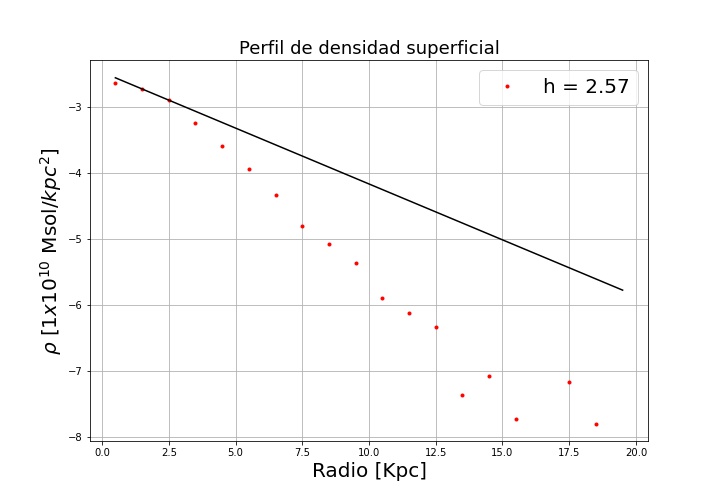 Perfil de densidad superficial
h = 2.57
−3
−4
−5
−6
−7
−8
ρ [1x10¹⁰ Msol/kpc²]
0.0 2.5 5.0 7.5 10.0 12.5 15.0 17.5 20.0
Radio [Kpc]